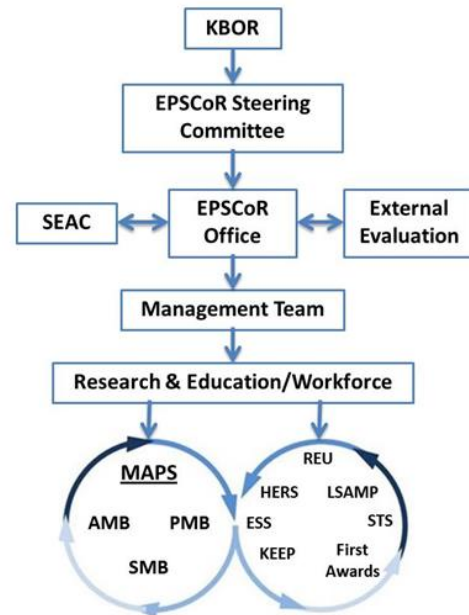 KBOR
EPSCoR Steering
Committee
SEAC
EPSCoR
Office
External
Evaluation
Management Team
Research & Education/Workforce
MAPS
AMB
PMB
SMB
REU
HERS
LSAMP
ESS
STS
KEEP
First
Awards